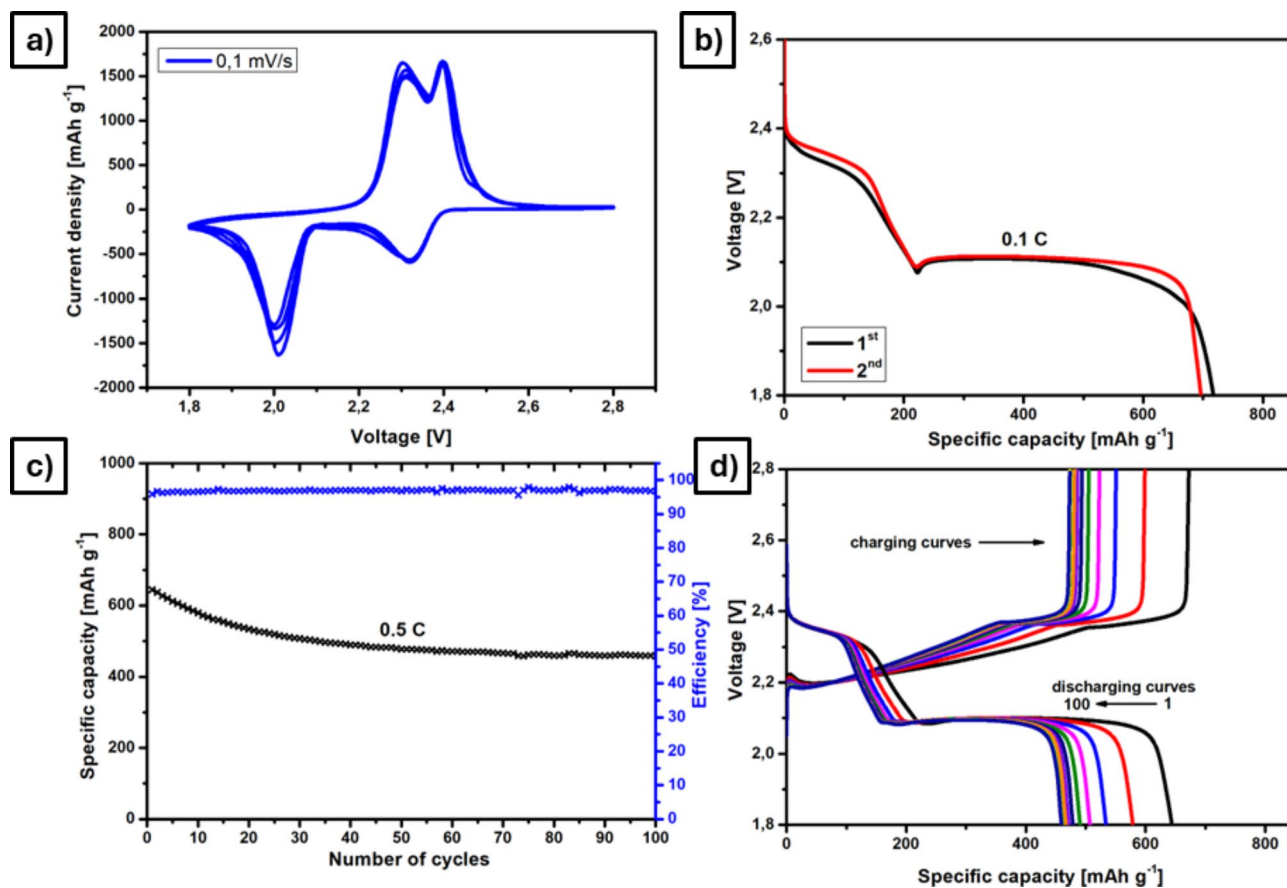 a)
0,1 mV/s
2000
1500
1000
500
0
-500
-1000
-1500
-2000
Current density [mAh g⁻¹]
1,8 2,0 2,2 2,4 2,6 2,8
Voltage [V]
b)
2,6
2,4
2,2
2,0
1,8
Voltage [V]
0.1 C
1st
2nd
0 200 400 600 800
Specific capacity [mAh g⁻¹]
c)
1000
800
600
400
200
0
Specific capacity [mAh g⁻¹]
0.5 C
100
90
80
70
60
50
40
30
20
10
0
Efficiency [%]
0 10 20 30 40 50 60 70 80 90 100
Number of cycles
d)
2,8
2,6
2,4
2,2
2,0
1,8
Voltage [V]
charging curves
discharging curves
100 1
0 200 400 600 800
Specific capacity [mAh g⁻¹]